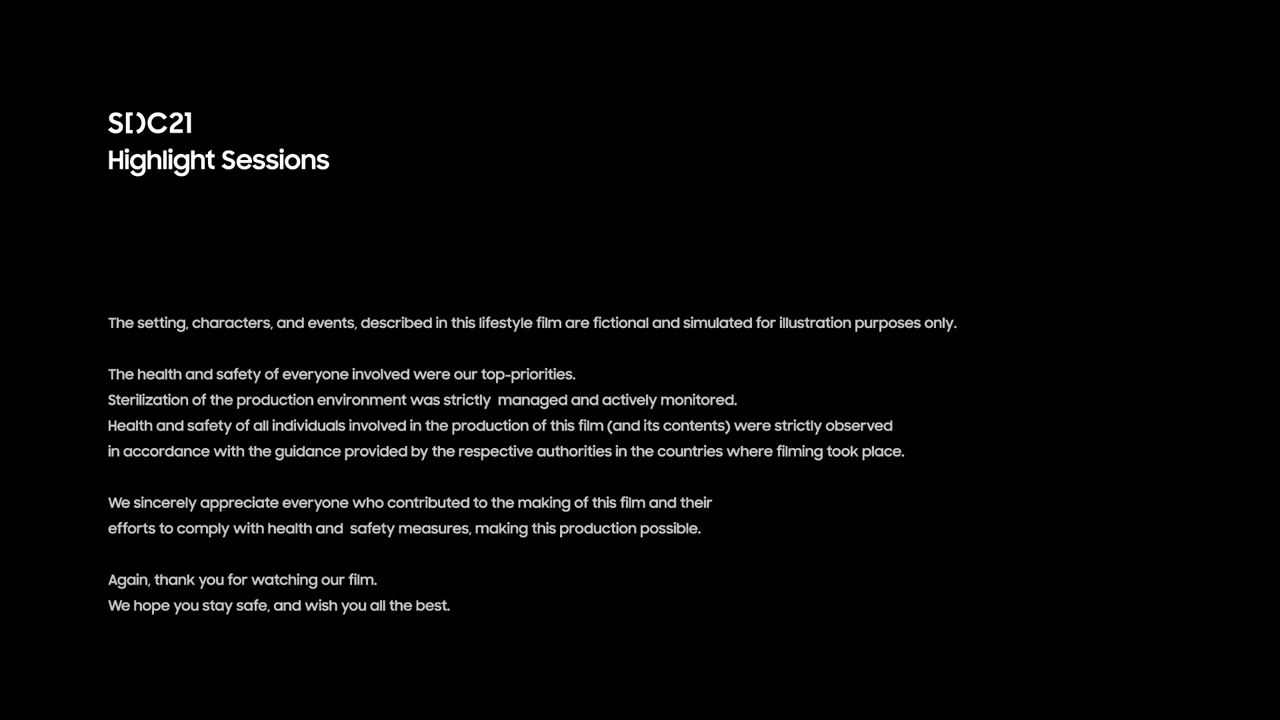 SDC21
Highlight Sessions
The setting, characters, and events, described in this lifestyle film are fictional and simulated for illustration purposes only.
The health and safety of everyone involved were our top-priorities.
Sterilization of the production environment was strictly  managed and actively monitored.
Health and safety of all individuals involved in the production of this film (and its contents) were strictly observed
in accordance with the guidance provided by the respective authorities in the countries where filming took place.
We sincerely appreciate everyone who contributed to the making of this film and their
efforts to comply with health and  safety measures, making this production possible.
Again, thank you for watching our film.
We hope you stay safe, and wish you all the best.